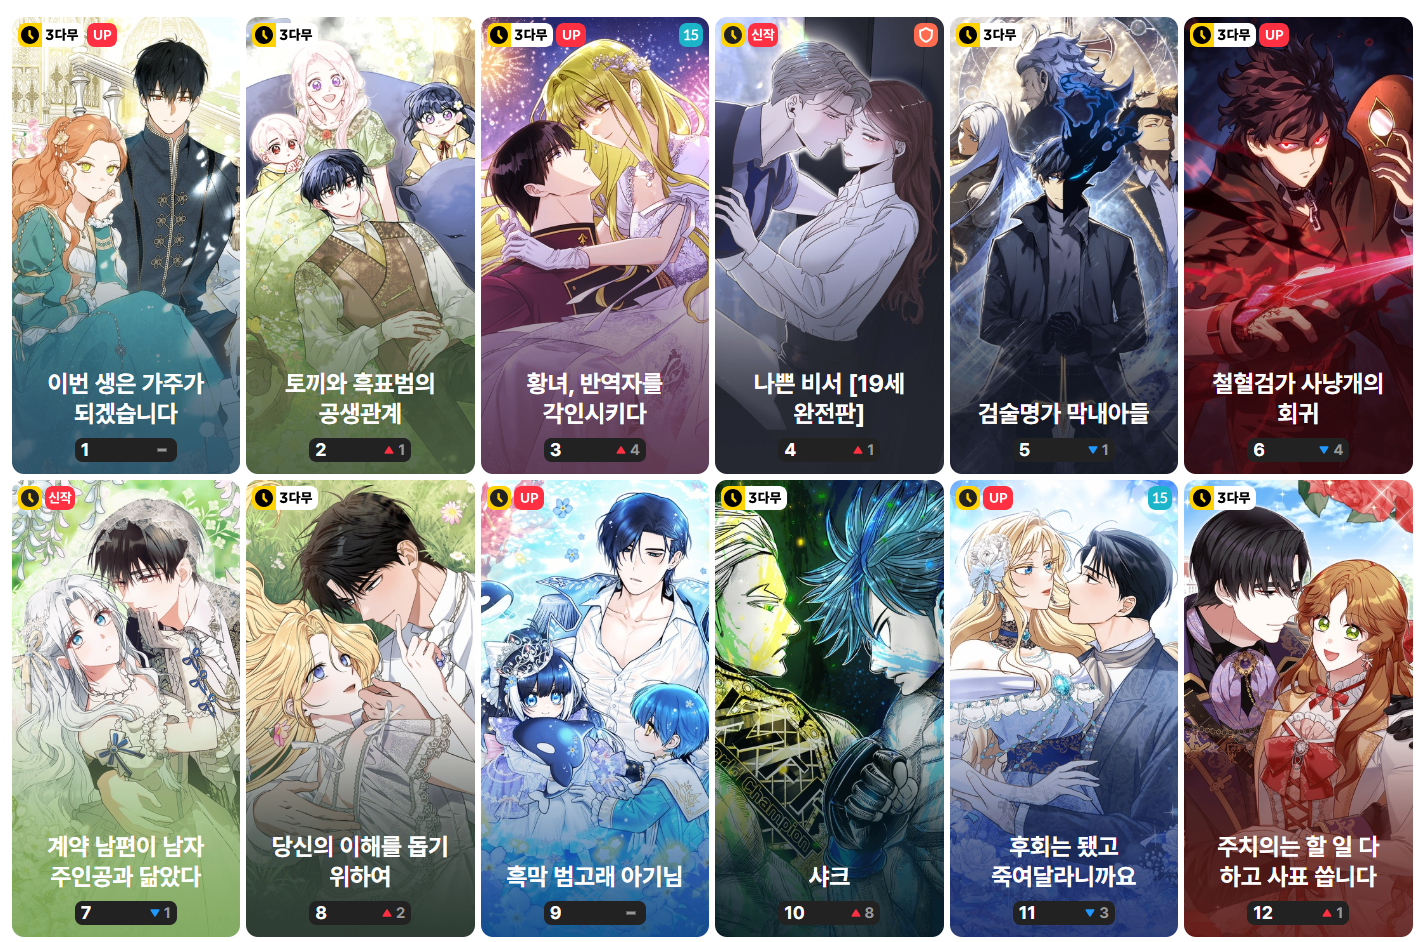 3다무 UP
이번 생은 가주가
되겠습니다
1 -
3다무
토끼와 흑표범의
공생관계
2 ▲ 1
3다무 UP 15
황녀, 반역자를
각인시키다
3 ▲ 4
신작
나쁜 비서 [19세
완전판]
4 ▲ 1
3다무
검술명가 막내아들
5 ▼ 1
3다무 UP
철혈검가 사냥개의
회귀
6 ▼ 4
신작
계약 남편이 남자
주인공과 닮았다
7 ▼ 1
3다무
당신의 이해를 돕기
위하여
8 ▲ 2
UP
흑막 범고래 아기님
9 -
3다무
Champion
샤크
10 ▲ 8
UP 15
후회는 됐고
죽여달라니까요
11 ▼ 3
3다무
주치의는 할 일 다
하고 사표 씁니다
12 ▲ 1